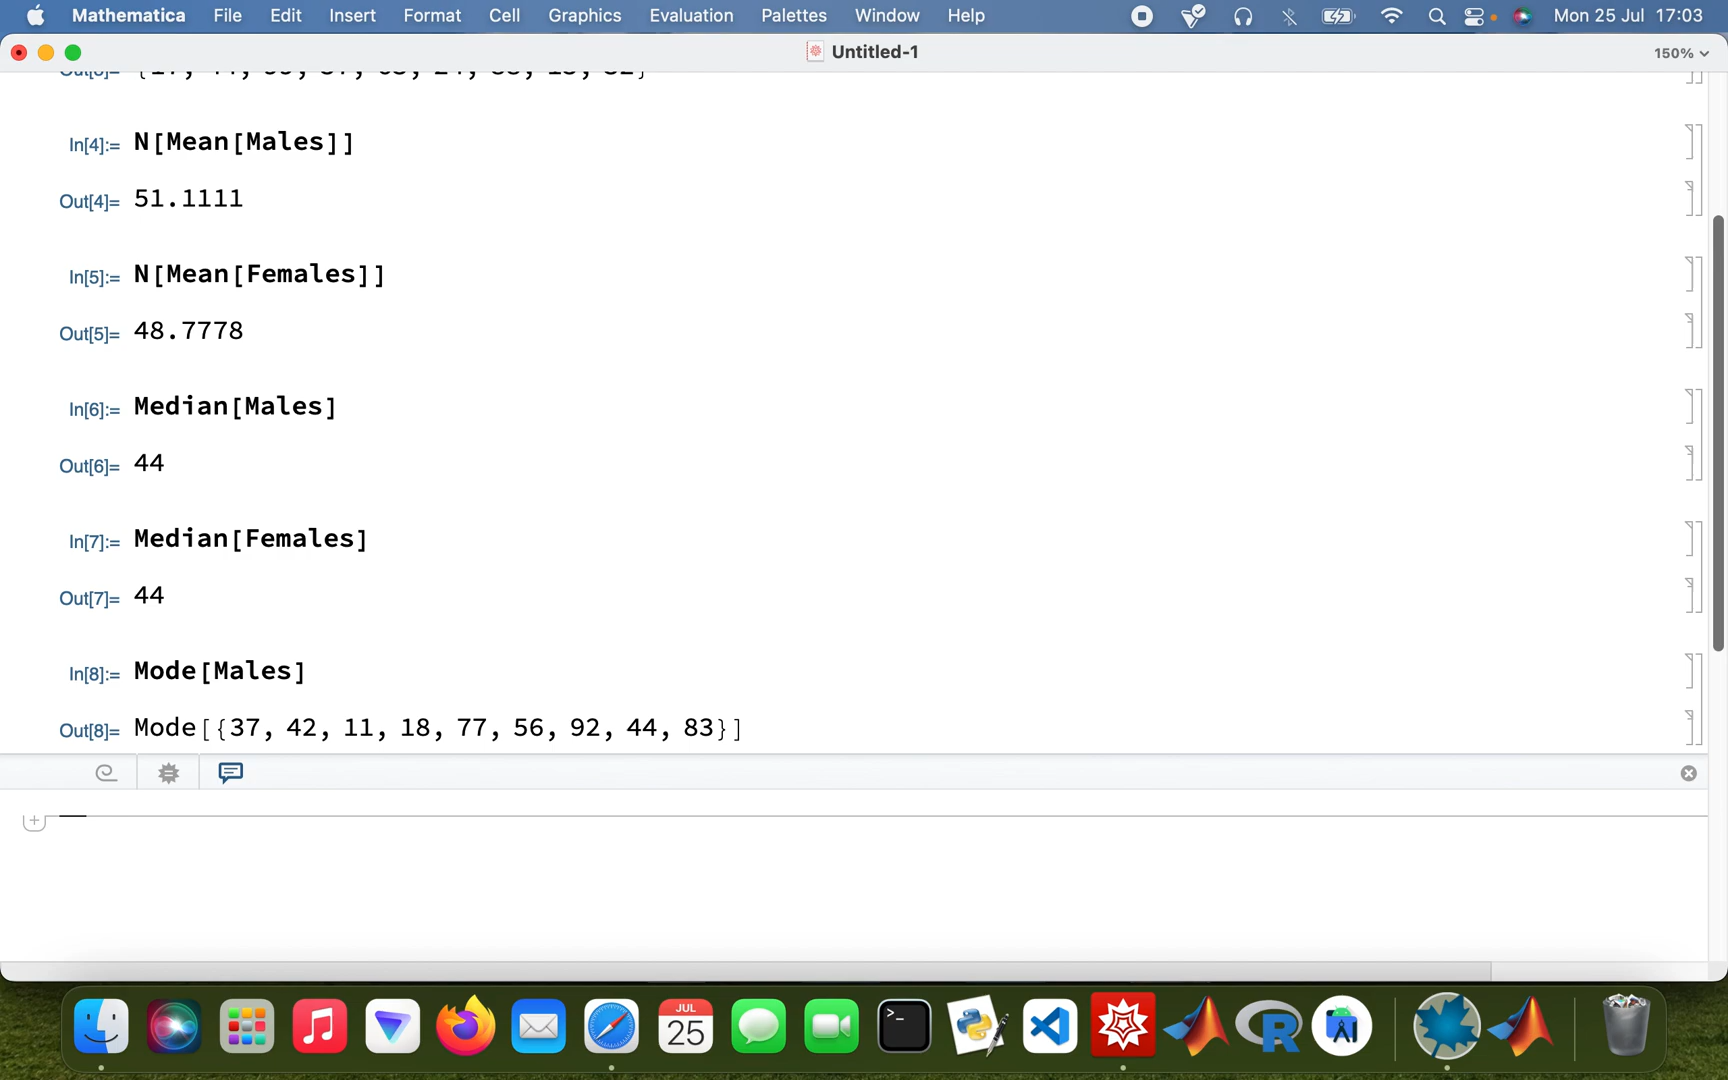 Mathematica File Edit Insert Format Cell Graphics Evaluation Palettes Window Help Mon 25 Jul 17:03
Untitled-1
150%
In[4]:= N[Mean[Males]]
Out[4]= 51.1111
In[5]:= N[Mean[Females]]
Out[5]= 48.7778
In[6]:= Median[Males]
Out[6]= 44
In[7]:= Median[Females]
Out[7]= 44
In[8]:= Mode[Males]
Out[8]= Mode[{37, 42, 11, 18, 77, 56, 92, 44, 83}]
JUL
25
>_
R